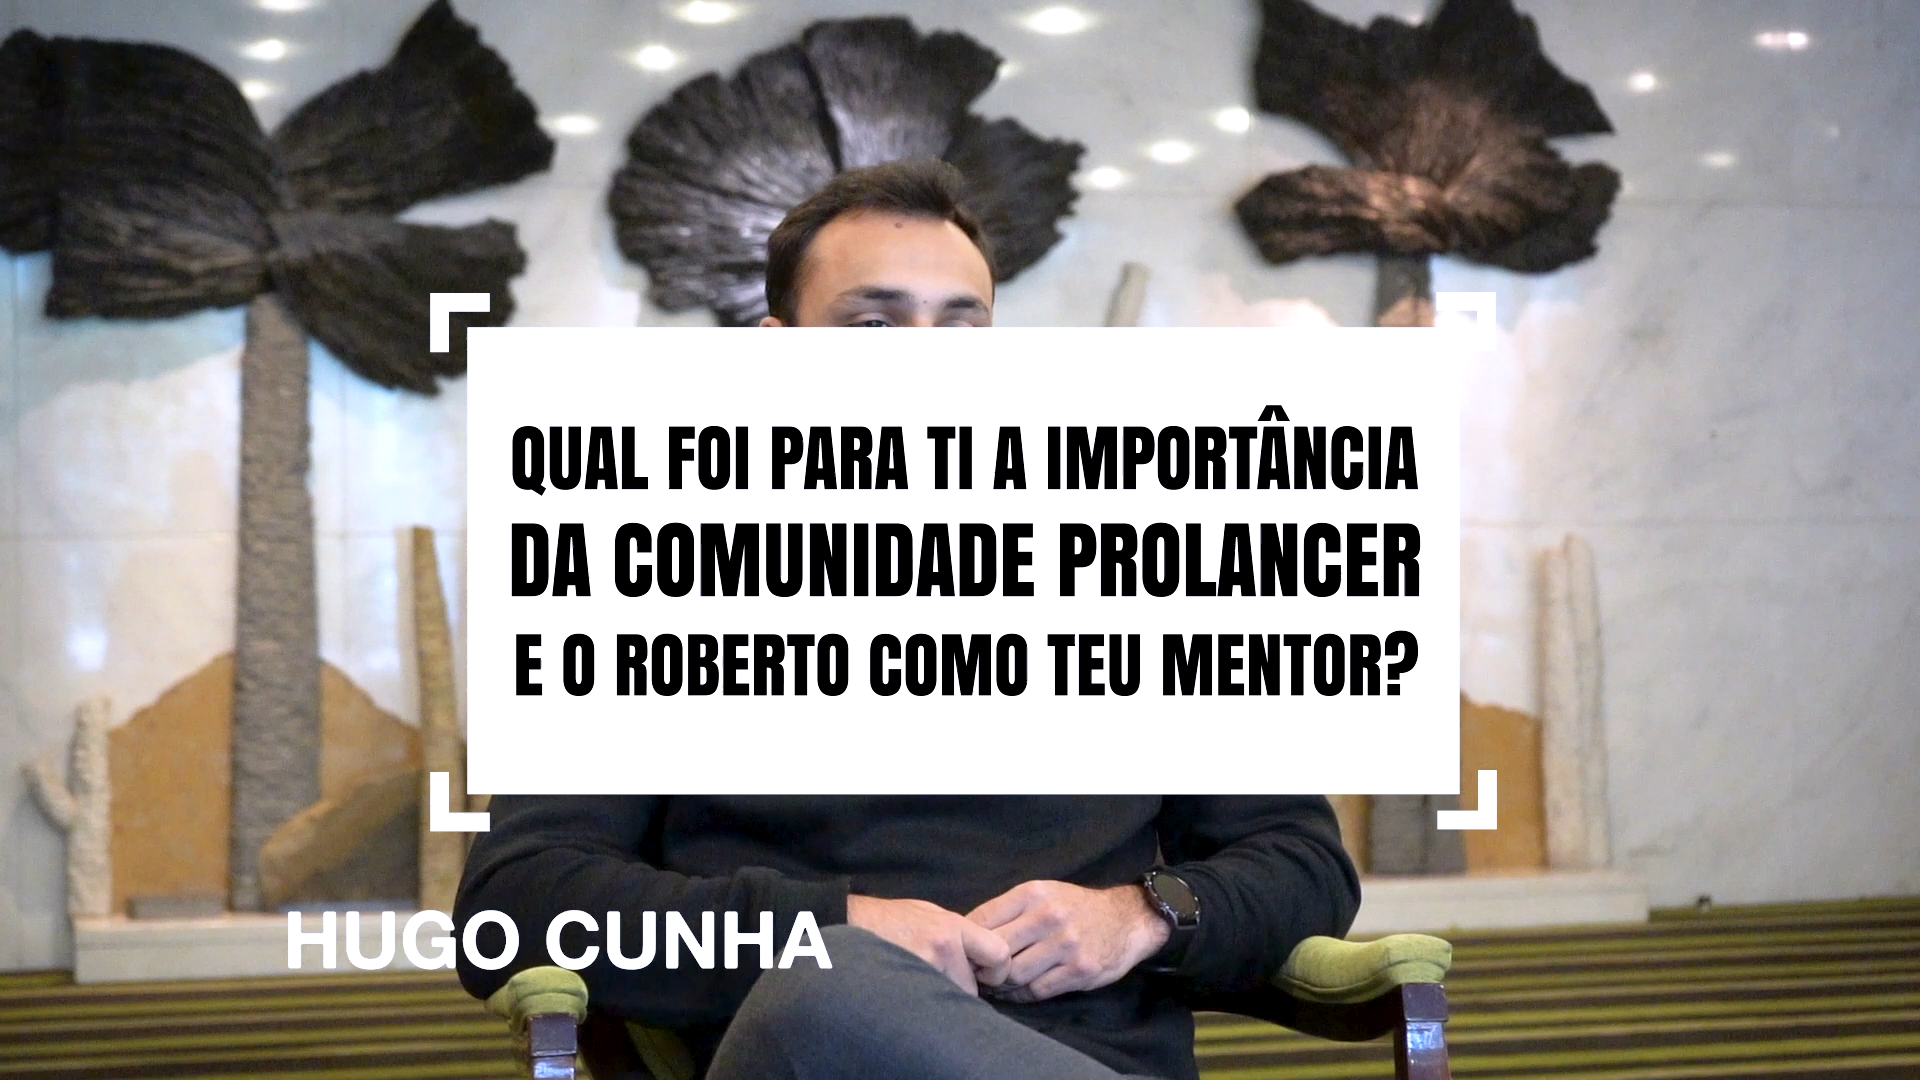 QUAL FOI PARA TI A IMPORTÂNCIA
DA COMUNIDADE PROLANCER
E O ROBERTO COMO TEU MENTOR?
HUGO CUNHA